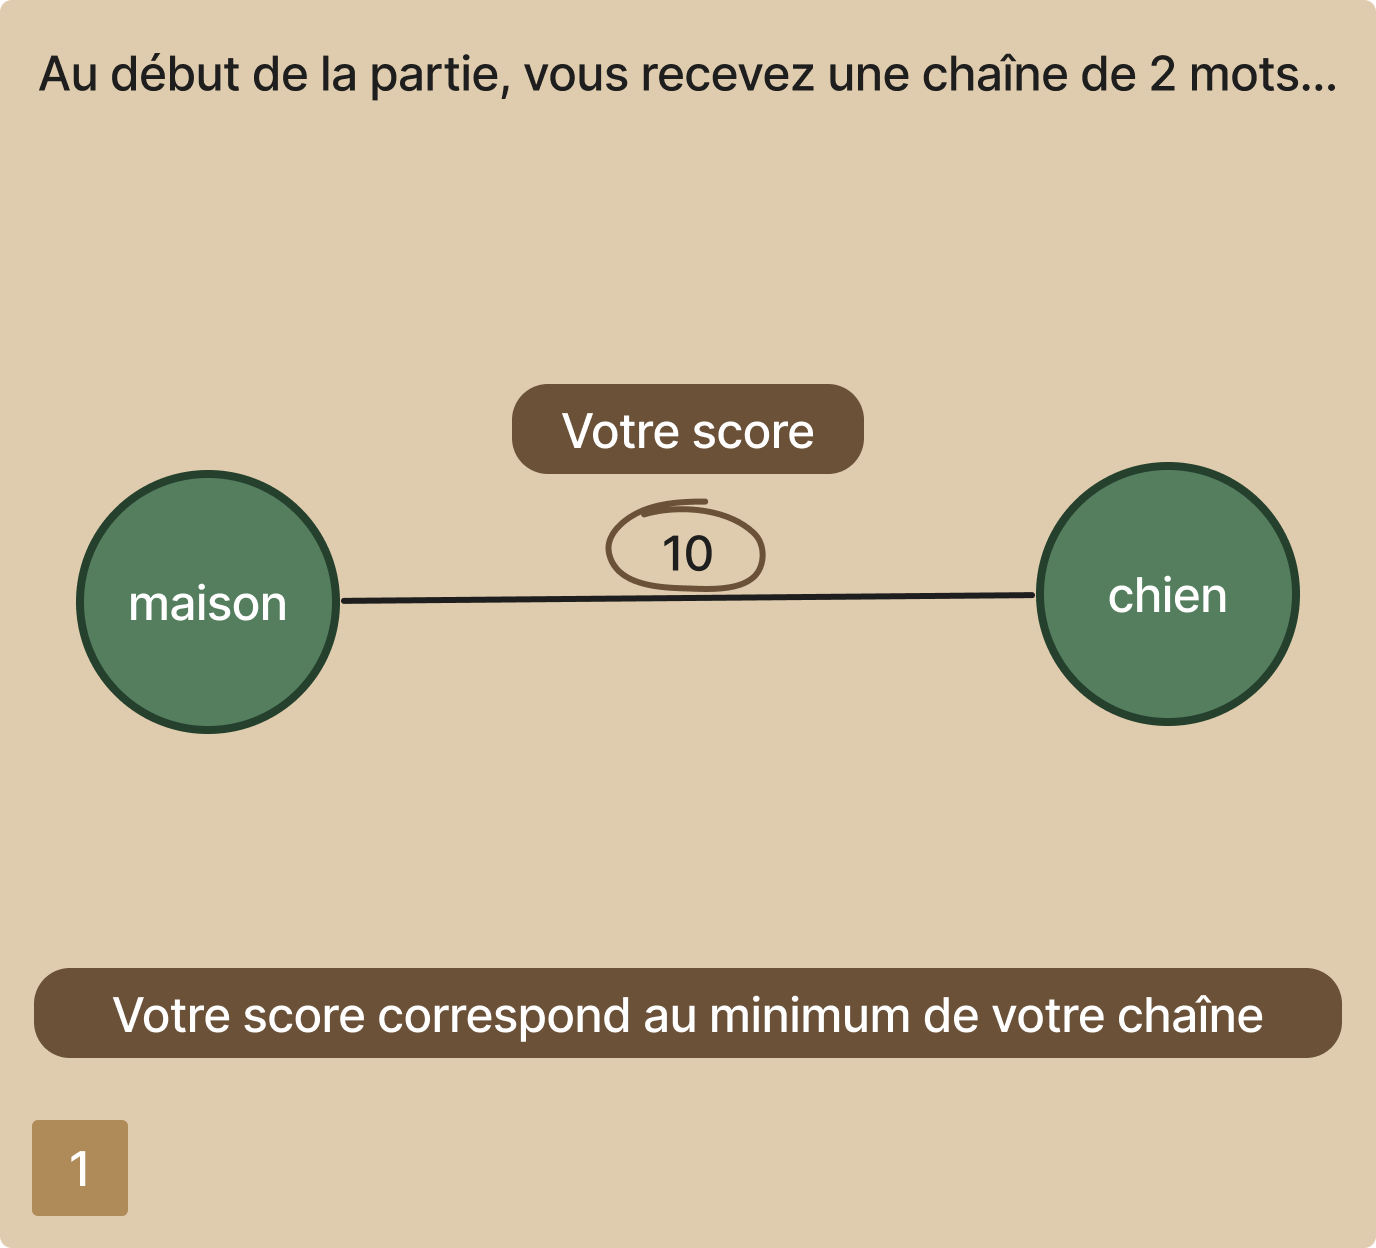 Au début de la partie, vous recevez une chaîne de 2 mots...
Votre score
10
maison
chien
Votre score correspond au minimum de votre chaîne
1